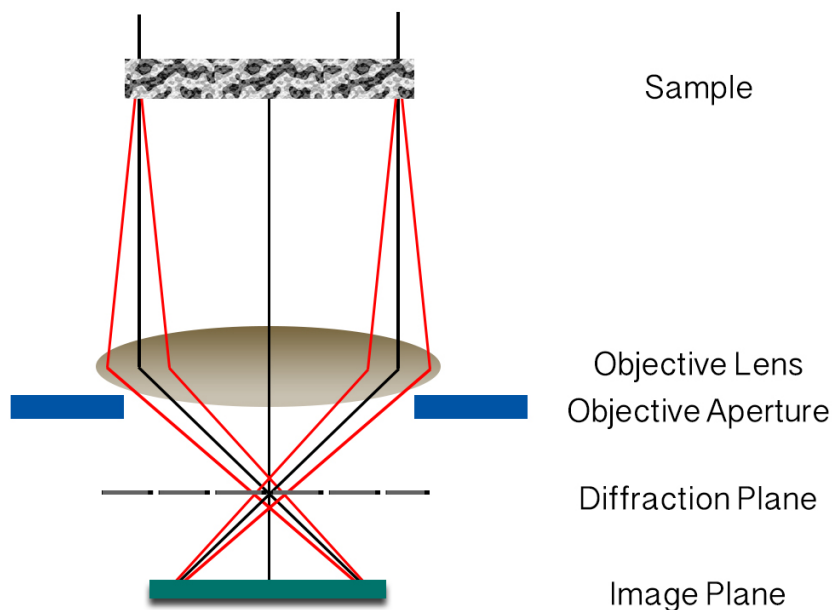 Sample
Objective Lens
Objective Aperture
Diffraction Plane
Image Plane